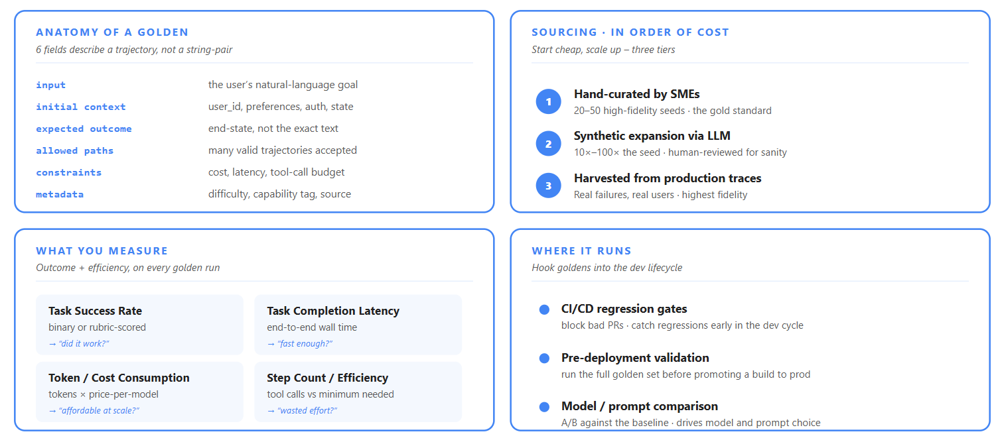 ANATOMY OF A GOLDEN
6 fields describe a trajectory, not a string-pair
input the user's natural-language goal
initial context user_id, preferences, auth, state
expected outcome end-state, not the exact text
allowed paths many valid trajectories accepted
constraints cost, latency, tool-call budget
metadata difficulty, capability tag, source
SOURCING · IN ORDER OF COST
Start cheap, scale up – three tiers
1 Hand-curated by SMEs
20–50 high-fidelity seeds · the gold standard
2 Synthetic expansion via LLM
10×–100× the seed · human-reviewed for sanity
3 Harvested from production traces
Real failures, real users · highest fidelity
WHAT YOU MEASURE
Outcome + efficiency, on every golden run
Task Success Rate
binary or rubric-scored
→ “did it work?”
Task Completion Latency
end-to-end wall time
→ “fast enough?”
Token / Cost Consumption
tokens × price-per-model
→ “affordable at scale?”
Step Count / Efficiency
tool calls vs minimum needed
→ “wasted effort?”
WHERE IT RUNS
Hook goldens into the dev lifecycle
CI/CD regression gates
block bad PRs · catch regressions early in the dev cycle
Pre-deployment validation
run the full golden set before promoting a build to prod
Model / prompt comparison
A/B against the baseline · drives model and prompt choice